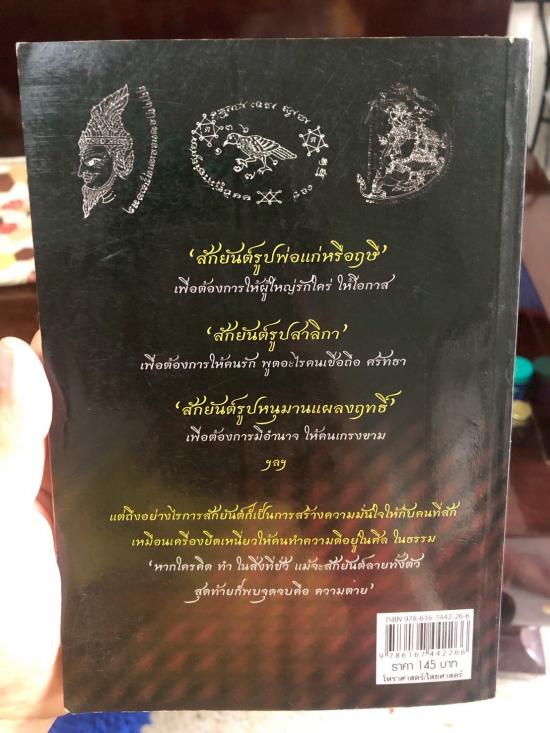 'สักยันต์รูปพ่อแก่หรือฤๅษี'
เพื่อต้องการให้ผู้ใหญ่รักใคร่ ให้โอกาส
'สักยันต์รูปสาลิกา'
เพื่อต้องการให้คนรัก พูดอะไรคนเชื่อถือ ศรัทธา
'สักยันต์รูปหนุมานแผลงฤทธิ์'
เพื่อต้องการมีอำนาจ ให้คนเกรงขาม
ฯลฯ
แต่ถึงอย่างไรการสักยันต์ก็เป็นการสร้างความมั่นใจให้กับคนที่สัก
เหมือนเครื่องยึดเหนี่ยวให้คนทำความดีอยู่ในศีล ในธรรม
'หากใครคิด ทำ ในสิ่งที่ชั่ว แม้จะสักยันต์ลายทั้งตัว
สุดท้ายก็พบจุดจบคือ ความตาย'
ISBN 978-616-7442-26-6
9 786167 442266
ราคา 145 บาท
โหราศาสตร์/ไสยศาสตร์